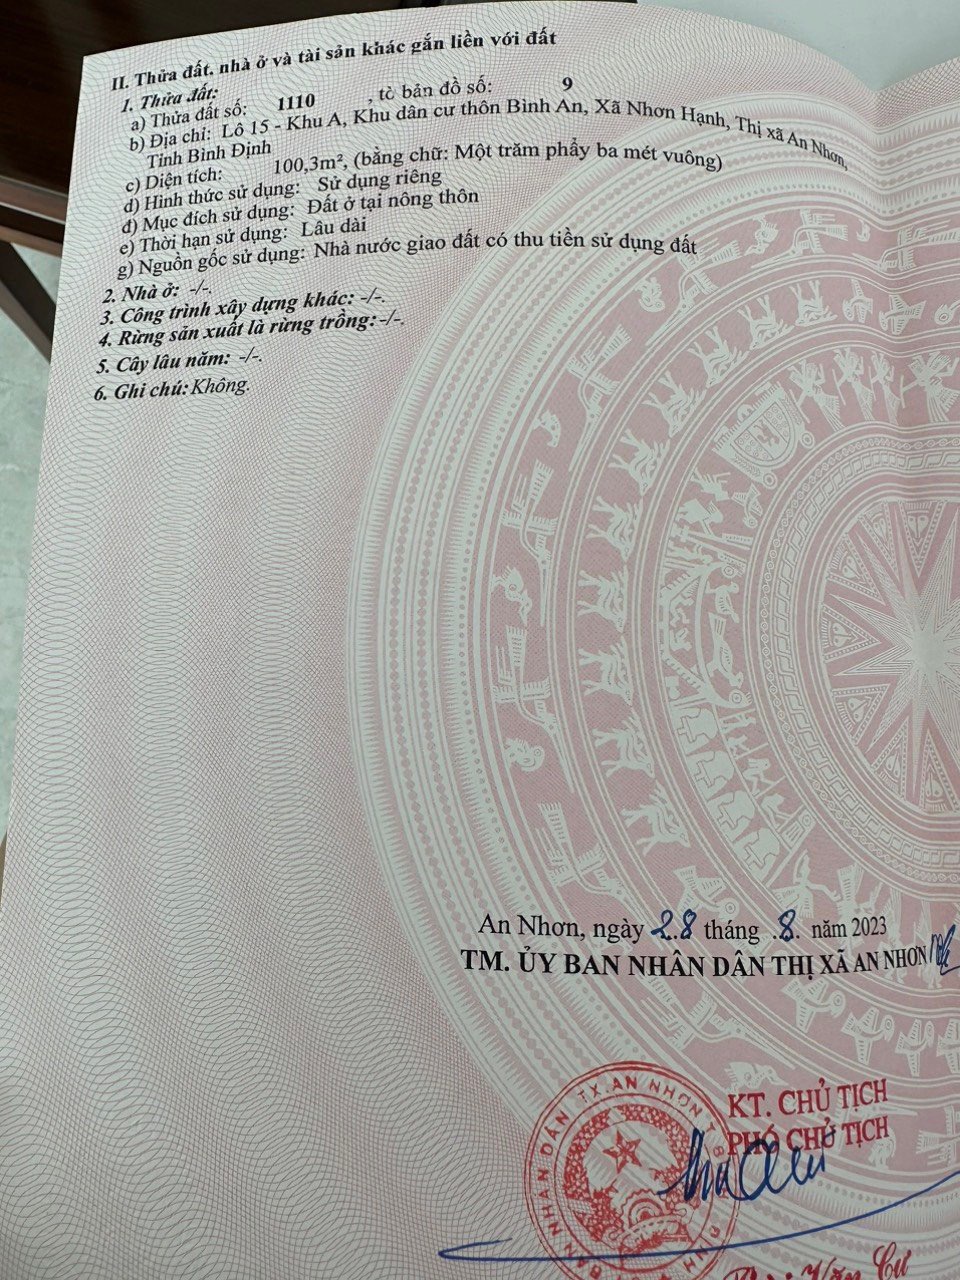 II. Thửa đất, nhà ở và tài sản khác gắn liền với đất
1. Thửa đất:
a) Thửa đất số: 1110 , tờ bản đồ số: 9
b) Địa chỉ: Lô 15 - Khu A, Khu dân cư thôn Bình An, Xã Nhơn Hạnh, Thị xã An Nhơn,
Tỉnh Bình Định
c) Diện tích: 100,3m², (bằng chữ: Một trăm phẩy ba mét vuông)
d) Hình thức sử dụng: Sử dụng riêng
đ) Mục đích sử dụng: Đất ở tại nông thôn
e) Thời hạn sử dụng: Lâu dài
g) Nguồn gốc sử dụng: Nhà nước giao đất có thu tiền sử dụng đất
2. Nhà ở: -/-.
3. Công trình xây dựng khác: -/-.
4. Rừng sản xuất là rừng trồng: -/-.
5. Cây lâu năm: -/-.
6. Ghi chú: Không.
An Nhơn, ngày 28 tháng 8 năm 2023
TM. ỦY BAN NHÂN DÂN THỊ XÃ AN NHƠN
KT. CHỦ TỊCH
PHÓ CHỦ TỊCH
BAN NHÂN DÂN TX.AN NHƠN